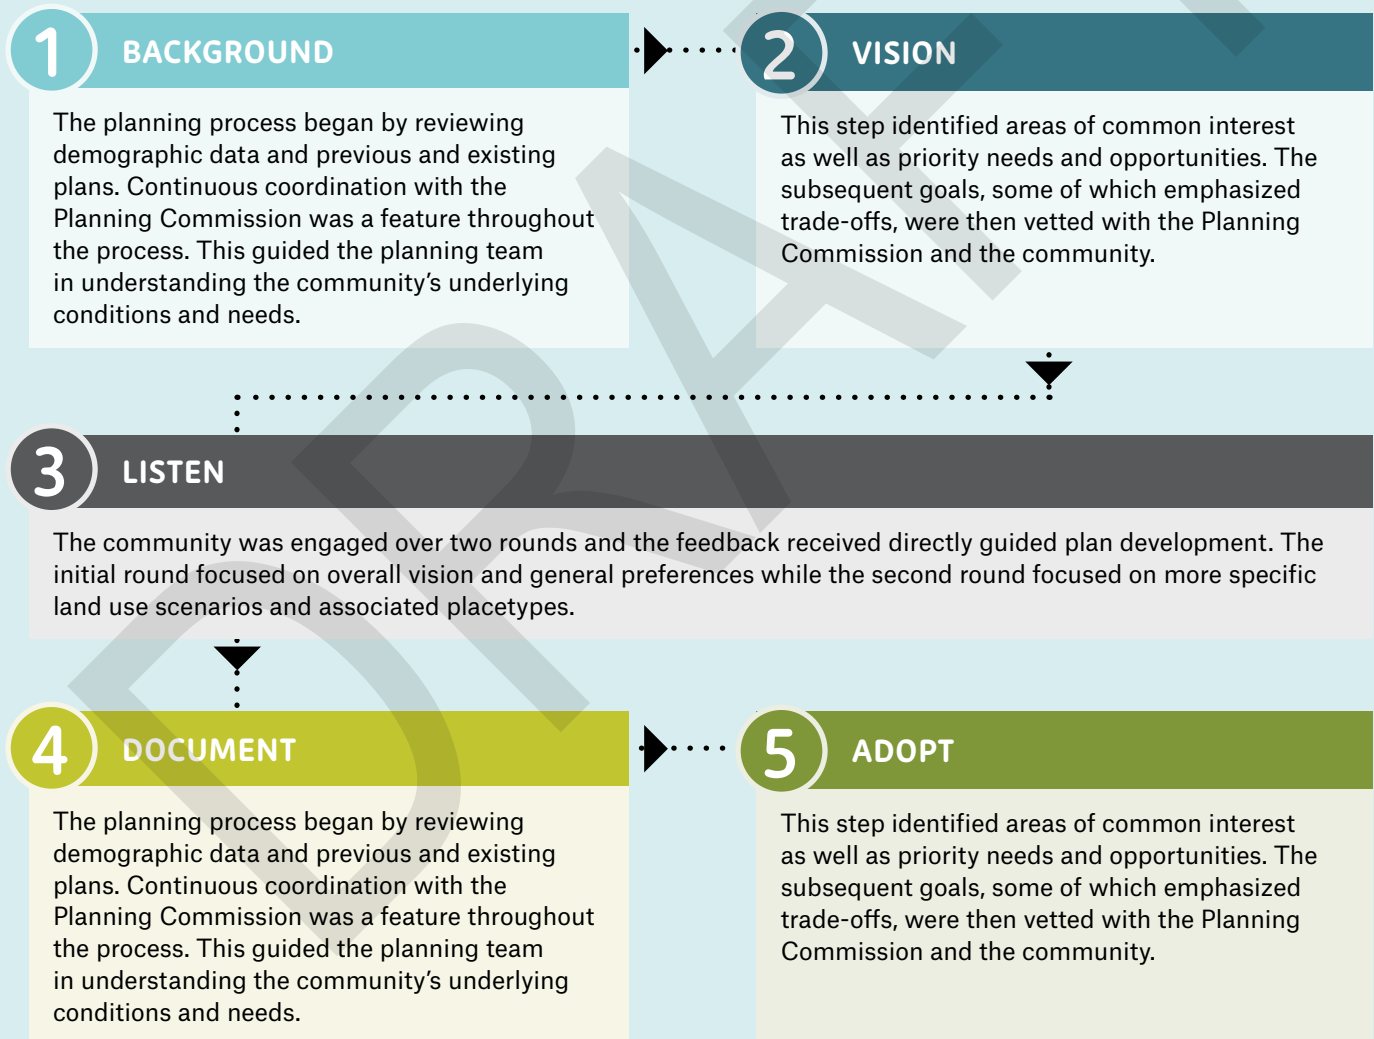 1 BACKGROUND
The planning process began by reviewing
demographic data and previous and existing
plans. Continuous coordination with the
Planning Commission was a feature throughout
the process. This guided the planning team
in understanding the community’s underlying
conditions and needs.
2 VISION
This step identified areas of common interest
as well as priority needs and opportunities. The
subsequent goals, some of which emphasized
trade-offs, were then vetted with the Planning
Commission and the community.
3 LISTEN
The community was engaged over two rounds and the feedback received directly guided plan development. The
initial round focused on overall vision and general preferences while the second round focused on more specific
land use scenarios and associated placetypes.
4 DOCUMENT
The planning process began by reviewing
demographic data and previous and existing
plans. Continuous coordination with the
Planning Commission was a feature throughout
the process. This guided the planning team
in understanding the community’s underlying
conditions and needs.
5 ADOPT
This step identified areas of common interest
as well as priority needs and opportunities. The
subsequent goals, some of which emphasized
trade-offs, were then vetted with the Planning
Commission and the community.
DRAFT